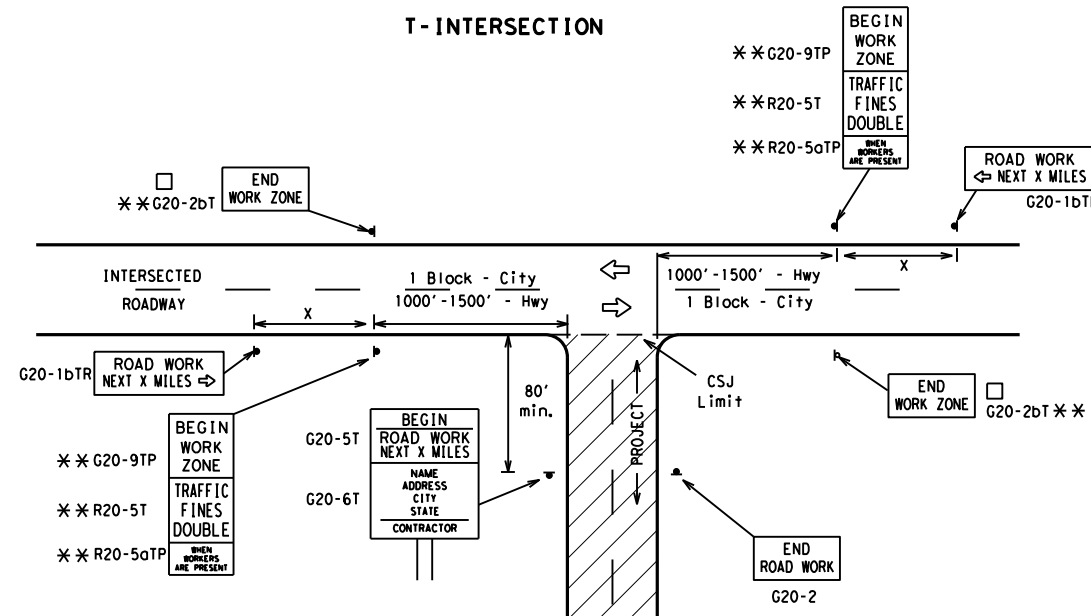 T-INTERSECTION
BEGIN
WORK
ZONE
TRAFFIC
FINES
DOUBLE
WHEN
WORKERS
ARE PRESENT
**G20-9TP
**R20-5T
**R20-5aTP
ROAD WORK
⇦ NEXT X MILES
G20-1bTL
END
WORK ZONE
□
**G20-2bT
INTERSECTED
ROADWAY
1 Block - City
1000'-1500' - Hwy
X
1000'-1500' - Hwy
1 Block - City
X
G20-1bTR
ROAD WORK
NEXT X MILES ⇨
80'
min.
PROJECT
CSJ
Limit
END
WORK ZONE
□
G20-2bT**
**G20-9TP
**R20-5T
**R20-5aTP
BEGIN
WORK
ZONE
TRAFFIC
FINES
DOUBLE
WHEN
WORKERS
ARE PRESENT
G20-5T
G20-6T
BEGIN
ROAD WORK
NEXT X MILES
NAME
ADDRESS
CITY
STATE
CONTRACTOR
END
ROAD WORK
G20-2